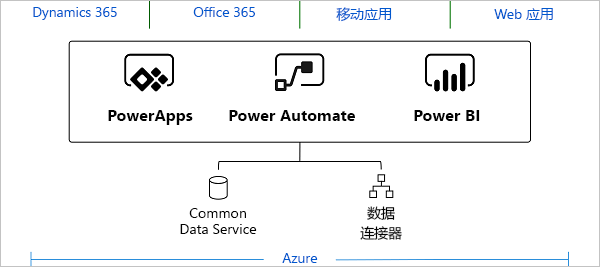 Dynamics 365
Office 365
移动应用
Web 应用
PowerApps
Power Automate
Power BI
Common
Data Service
数据
连接器
Azure